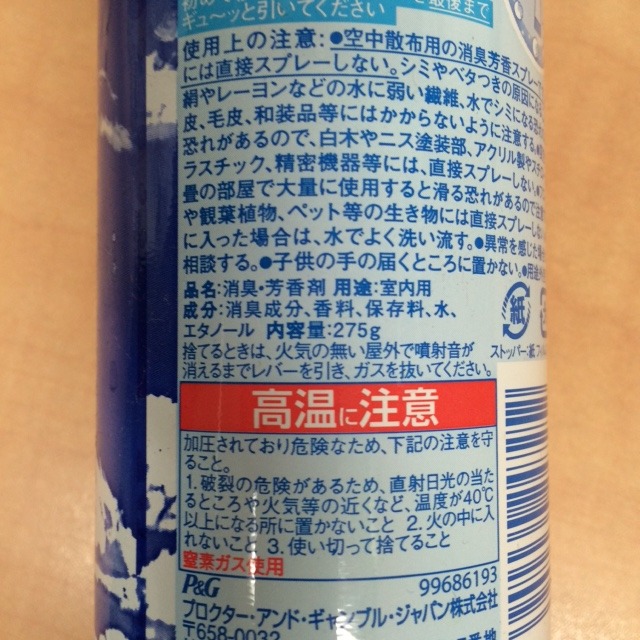 ギュ〜ッと引いてください
最後まで
使用上の注意:●空中散布用の消臭芳香スプレー
には直接スプレーしない。シミやベタつきの原因に
絹やレーヨンなどの水に弱い繊維、水でシミになる
皮、毛皮、和装品等にはかからないように注意する。
恐れがあるので、白木やニス塗装部、アクリル製や
ラスチック、精密機器等には、直接スプレーしない。
畳の部屋で大量に使用すると滑る恐れがあるので
や観葉植物、ペット等の生き物には直接スプレーし
に入った場合は、水でよく洗い流す。●異常を感じた
相談する。●子供の手の届くところに置かない。●用途
品名:消臭・芳香剤 用途:室内用
成分:消臭成分、香料、保存料、水、
エタノール 内容量:275g
紙
ストッパー:紙
捨てるときは、火気の無い屋外で噴射音が
消えるまでレバーを引き、ガスを抜いてください。
高温に注意
加圧されており危険なため、下記の注意を守
ること。
1. 破裂の危険があるため、直射日光の当た
るところや火気等の近くなど、温度が40℃
以上になる所に置かないこと 2. 火の中に入
れないこと 3. 使い切って捨てること
窒素ガス使用
P&G 99686193
プロクター・アンド・ギャンブル・ジャパン株式会社
〒658-0032